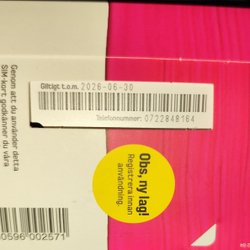 Giltigt t.o.m. 2026-06-30
Telefonnummer: 0722848164
Genom att du använder detta
SIM-kort, godkänner du våra
Obs, ny lag!
Registrera innan
användning.
0596"002571"